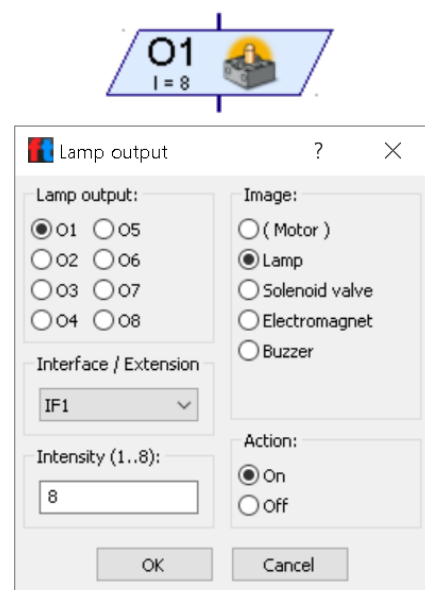 O1
I = 8
ft Lamp output ? ×
Lamp output:
O1 O5
O2 O6
O3 O7
O4 O8
Interface / Extension
IF1
Intensity (1..8):
8
Image:
( Motor )
Lamp
Solenoid valve
Electromagnet
Buzzer
Action:
On
Off
OK Cancel